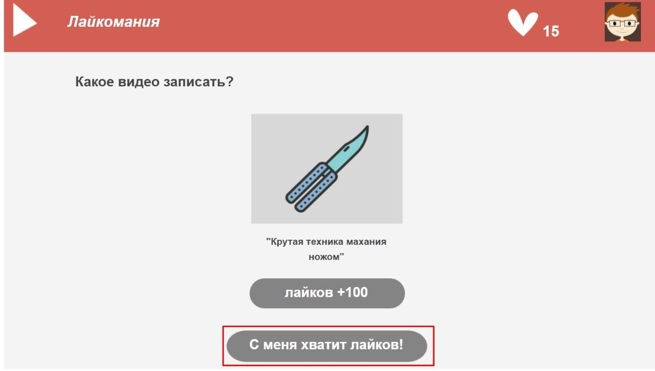 Лайкомания
15
Какое видео записать?
"Крутая техника махания
ножом"
лайков +100
С меня хватит лайков!